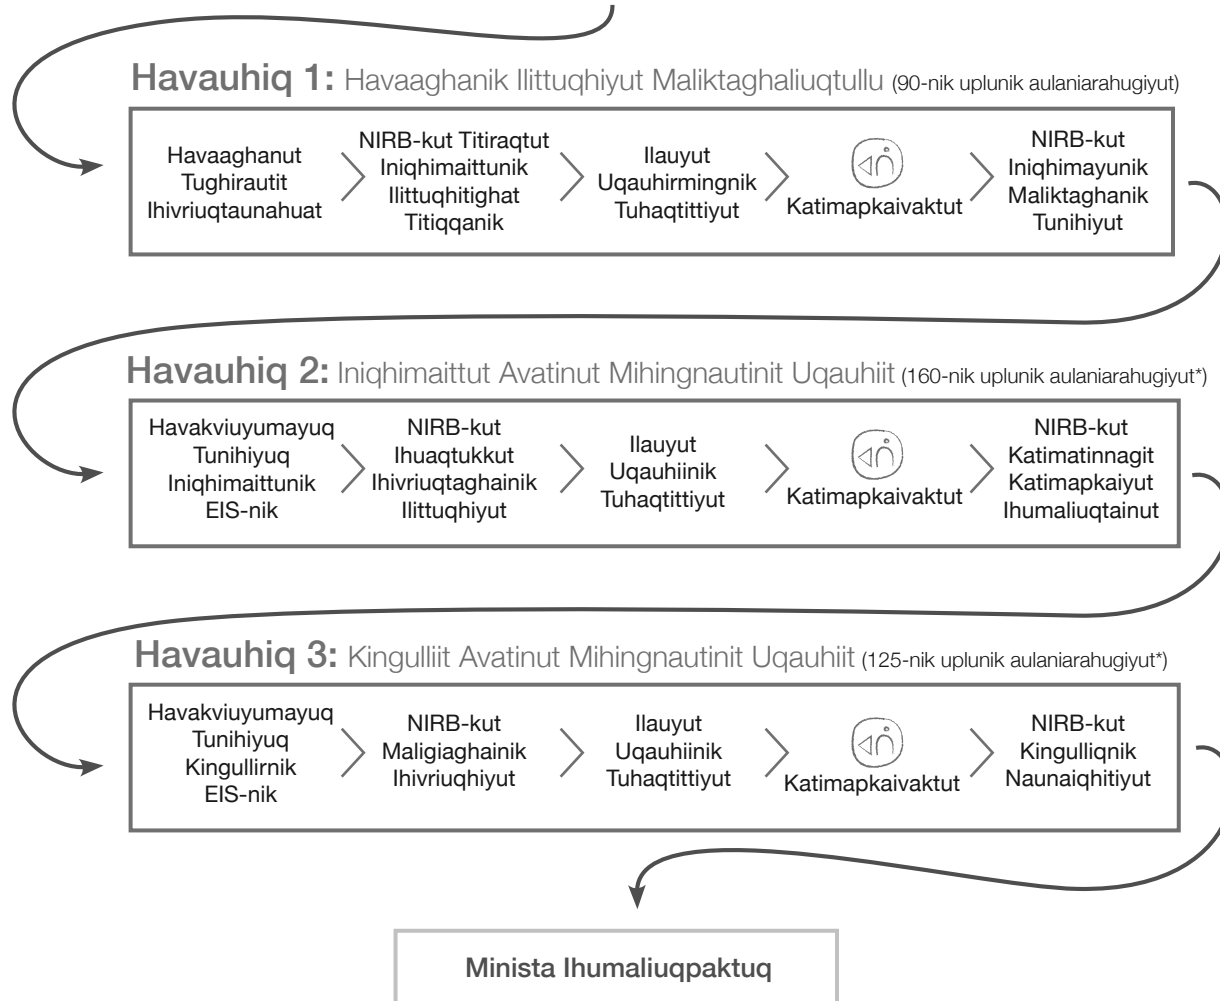 Havauhiq 1: Havaaghanik Ilittuqhiyut Maliktaghaliuqtullu (90-nik uplunik aulaniarahugiyut)
Havaaghanut
Tughirautit
Ihivriuqtaunahuat
NIRB-kut Titiraqtut
Iniqhimaittunik
Ilittuqhitighat
Titiqqanik
Ilauyut
Uqauhirmingnik
Tuhaqtittiyut
ᐊᑏ
Katimapkaivaktut
NIRB-kut
Iniqhimayunik
Maliktaghanik
Tunihiyut
Havauhiq 2: Iniqhimaittut Avatinut Mihingnautinit Uqauhiit (160-nik uplunik aulaniarahugiyut*)
Havakviuyumayuq
Tunihiyuq
Iniqhimaittunik
EIS-nik
NIRB-kut
Ihuaqtukkut
Ihivriuqtaghainik
Ilittuqhiyut
Ilauyut
Uqauhiinik
Tuhaqtittiyut
ᐊᑏ
Katimapkaivaktut
NIRB-kut
Katimatinnagit
Katimapkaiyut
Ihumaliuqtainut
Havauhiq 3: Kingulliit Avatinut Mihingnautinit Uqauhiit (125-nik uplunik aulaniarahugiyut*)
Havakviuyumayuq
Tunihiyuq
Kingullirnik
EIS-nik
NIRB-kut
Maligiaghainik
Ihivriuqhiyut
Ilauyut
Uqauhiinik
Tuhaqtittiyut
ᐊᑏ
Katimapkaivaktut
NIRB-kut
Kingulliqnik
Naunaiqhitiyut
Minista Ihumaliuqpaktuq